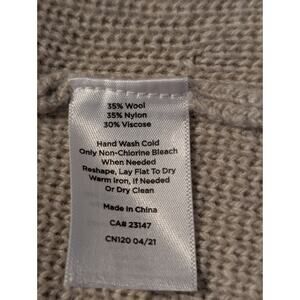 35% Wool
35% Nylon
30% Viscose
Hand Wash Cold
Only Non-Chlorine Bleach
When Needed
Reshape, Lay Flat To Dry
Warm Iron, if Needed
Or Dry Clean
Made in China
CA# 23147
CN120 04/21